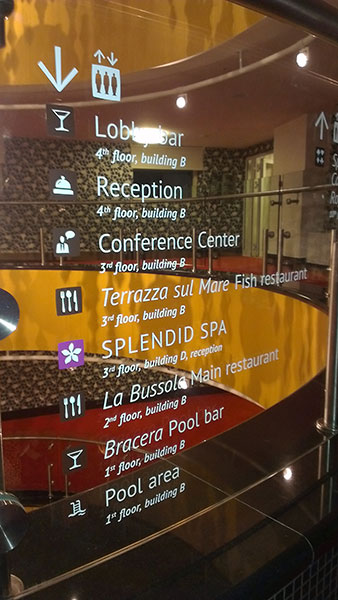 Lobby bar
4th floor, building B
Reception
4th floor, building B
Conference Center
3rd floor, building B
Terrazza sul Mare Fish restaurant
3rd floor, building B
SPLENDID SPA
3rd floor, building D, reception
La Bussola Main restaurant
2nd floor, building B
Bracera Pool bar
1st floor, building B
Pool area
1st floor, building B